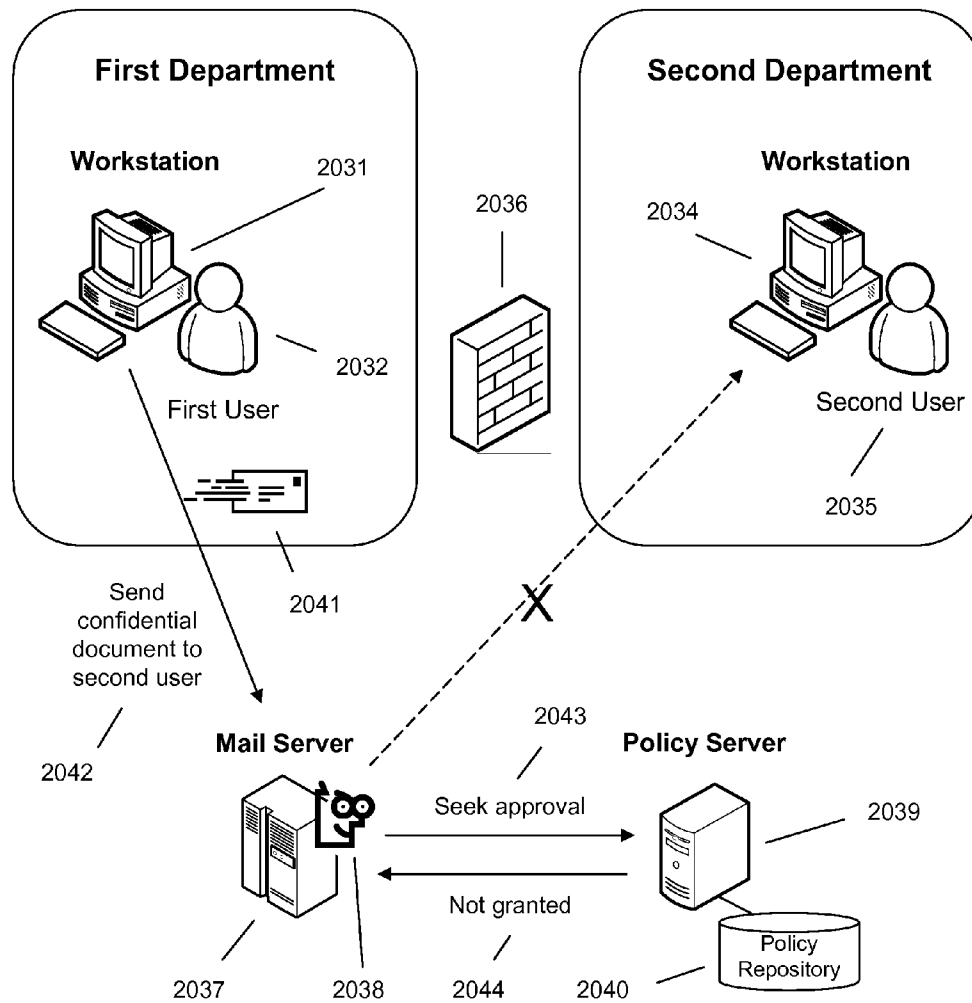 First Department
Second Department
Workstation
Workstation
2031
2036
2034
2032
First User
Second User
2035
2041
Send
confidential
document to
second user
X
2042
Mail Server
2043
Policy Server
Seek approval
2039
Not granted
Policy
Repository
2037
2038
2044
2040